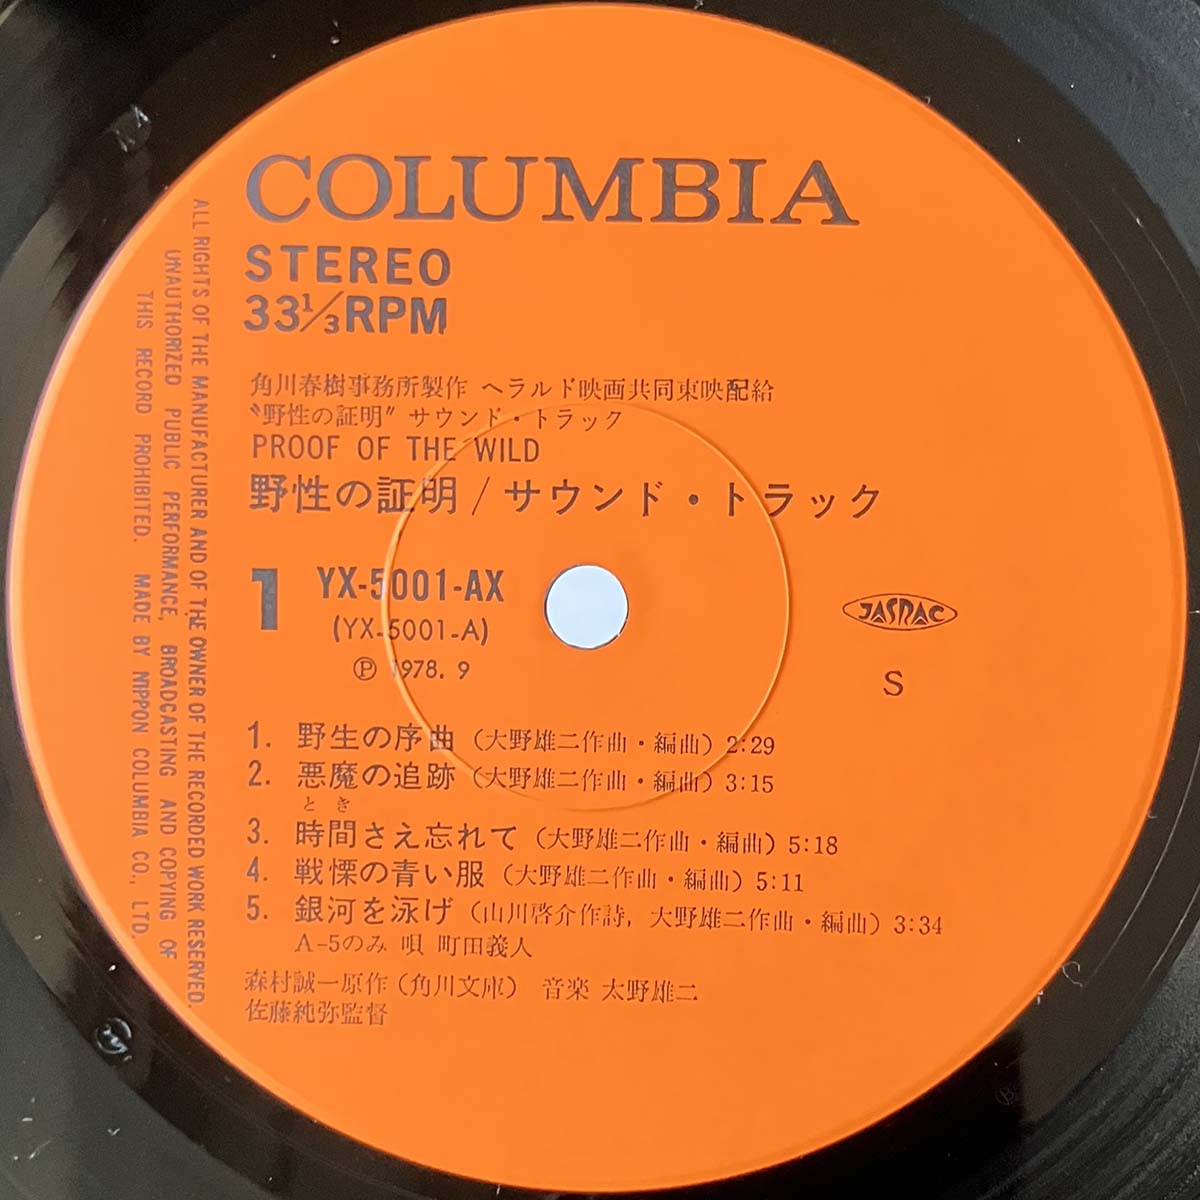 COLUMBIA
STEREO
33 1/3 RPM
角川春樹事務所製作 ヘラルド映画共同東映配給
〝野性の証明〟サウンド・トラック
PROOF OF THE WILD
野性の証明/サウンド・トラック
1 YX-5001-AX
(YX-5001-A)
Ⓟ 1978. 9
JASRAC
S
1. 野生の序曲 (大野雄二作曲・編曲) 2:29
2. 悪魔の追跡 (大野雄二作曲・編曲) 3:15
とき
3. 時間さえ忘れて (大野雄二作曲・編曲) 5:18
4. 戦慄の青い服 (大野雄二作曲・編曲) 5:11
5. 銀河を泳げ (山川啓介作詩, 大野雄二作曲・編曲) 3:34
A-5のみ 唄 町田義人
森村誠一原作 (角川文庫) 音楽 大野雄二
佐藤純弥監督
ALL RIGHTS OF THE MANUFACTURER AND OF THE OWNER OF THE RECORDED WORK RESERVED.
UNAUTHORIZED PUBLIC PERFORMANCE, BROADCASTING AND COPYING OF
THIS RECORD PROHIBITED. MADE BY NIPPON COLUMBIA CO., LTD.